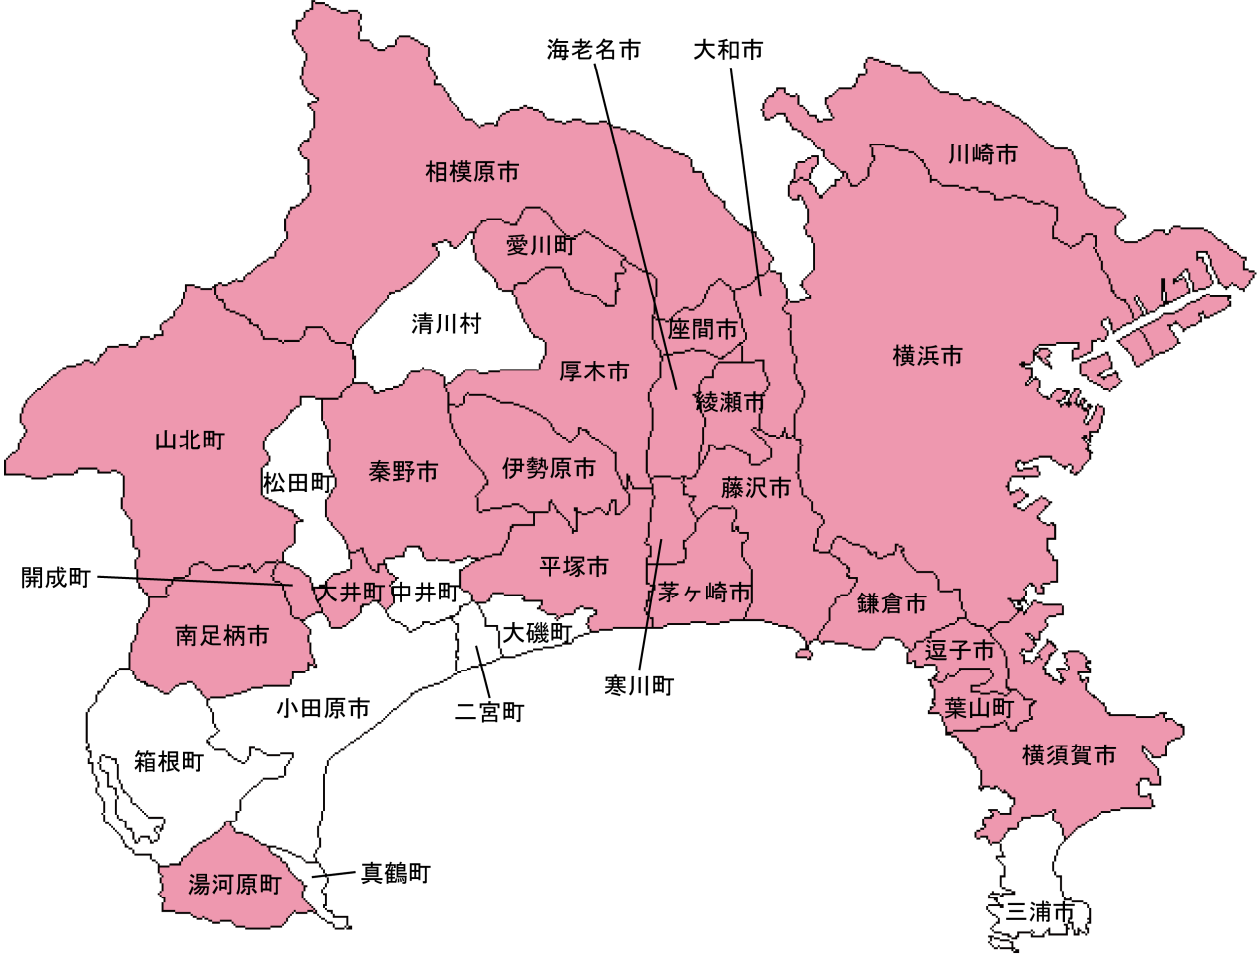 海老名市
大和市
川崎市
相模原市
愛川町
清川村
座間市
横浜市
厚木市
綾瀬市
山北町
伊勢原市
秦野市
松田町
藤沢市
平塚市
開成町
大井町
中井町
茅ヶ崎市
鎌倉市
大磯町
南足柄市
逗子市
寒川町
小田原市
二宮町
葉山町
横須賀市
箱根町
真鶴町
湯河原町
三浦市